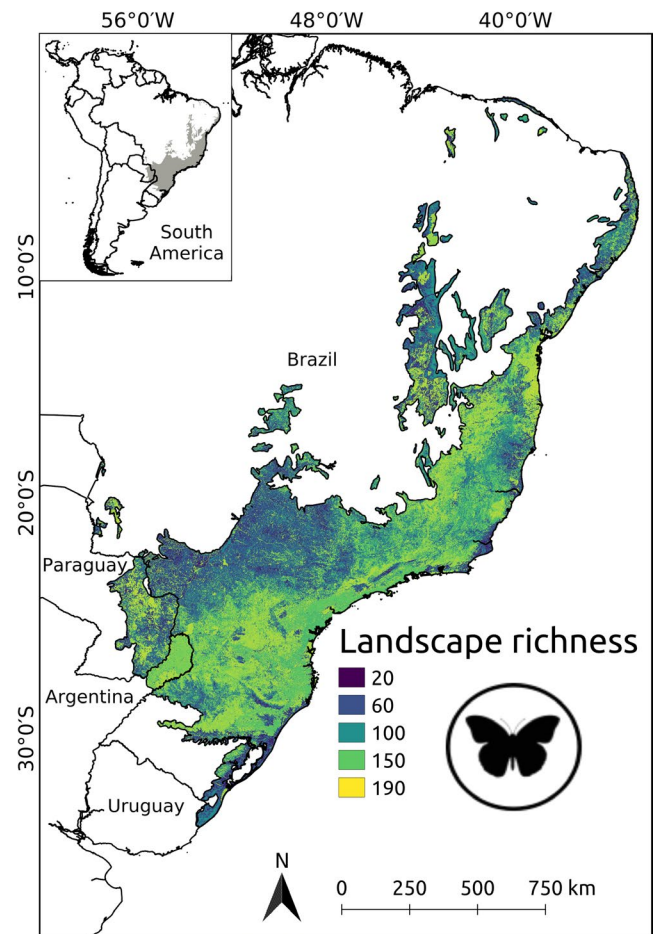 56°0'W 48°0'W 40°0'W
South
America
10°0'S
Brazil
20°0'S
Paraguay
Landscape richness
20
60
100
150
190
Argentina
30°0'S
Uruguay
N
0 250 500 750 km